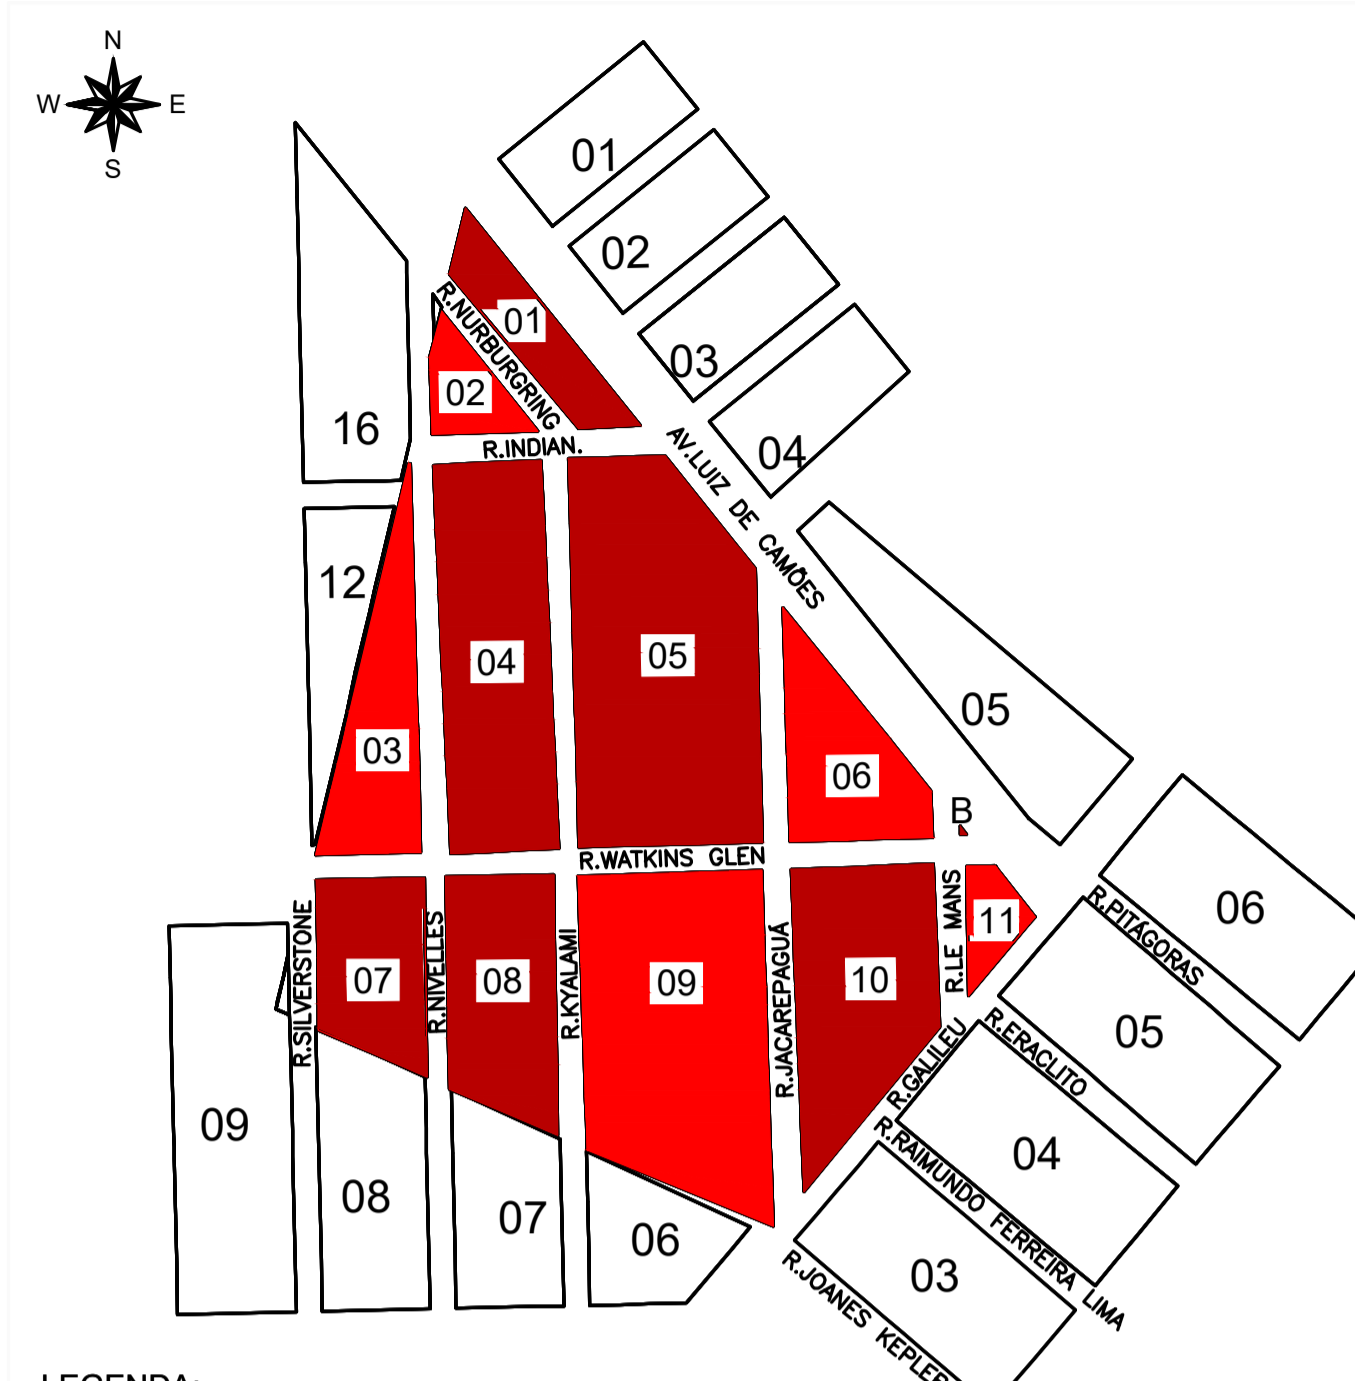 N
W E
S
01
02
03
04
01
R.NURBURGRING
02
16
R.INDIAN.
AV.LUIZ DE CAMÕES
12
04
05
05
03
06
B
R.WATKINS GLEN
R.LE MANS
11
R.PITÁGORAS
06
R.SILVERSTONE
07
R.NIVELLES
08
R.KYALAMI
09
R.JACAREPAGUÁ
10
R.GALILEU
R.ERACLITO
05
09
08
07
06
R.RAIMUNDO FERREIRA LIMA
04
03
R.JOANES KEPLER
LEGENDA: